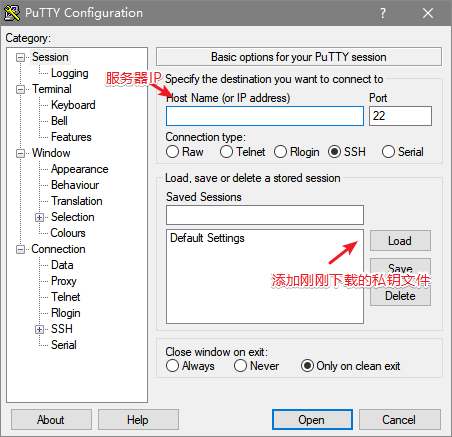 PuTTY Configuration
Category:
Session
Logging
Terminal
Keyboard
Bell
Features
Window
Appearance
Behaviour
Translation
Selection
Colours
Connection
Data
Proxy
Telnet
Rlogin
SSH
Serial
Basic options for your PuTTY session
Specify the destination you want to connect to
服务器IP
Host Name (or IP address)
Port
22
Connection type:
Raw
Telnet
Rlogin
SSH
Serial
Load, save or delete a stored session
Saved Sessions
Default Settings
Load
Save
添加刚刚下载的私钥文件
Delete
Close window on exit:
Always
Never
Only on clean exit
About
Help
Open
Cancel